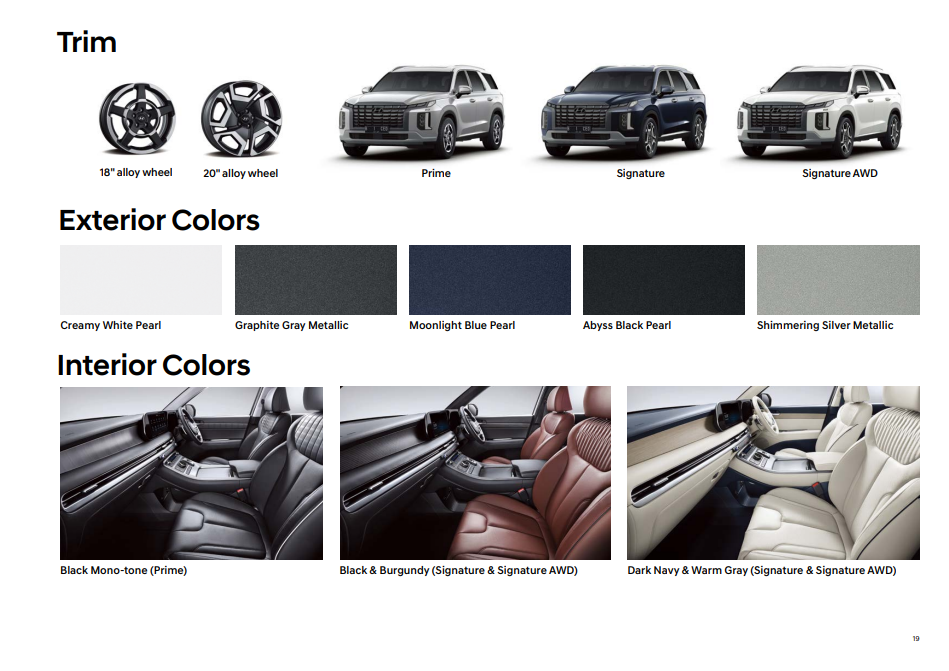 Trim
18" alloy wheel
20" alloy wheel
Prime
Signature
Signature AWD
Exterior Colors
Creamy White Pearl
Graphite Gray Metallic
Moonlight Blue Pearl
Abyss Black Pearl
Shimmering Silver Metallic
Interior Colors
Black Mono-tone (Prime)
Black & Burgundy (Signature & Signature AWD)
Dark Navy & Warm Gray (Signature & Signature AWD)
19